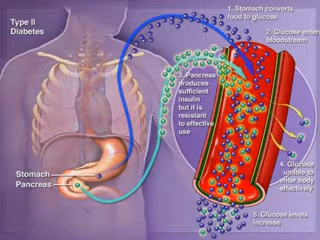 Type II
Diabetes
1. Stomach converts
food to glucose
2. Glucose enters
bloodstream
3. Pancreas
produces
sufficient
insulin
but it is
resistant
to effective
use
Stomach
Pancreas
4. Glucose
unable to
enter body
effectively
5. Glucose levels
increase